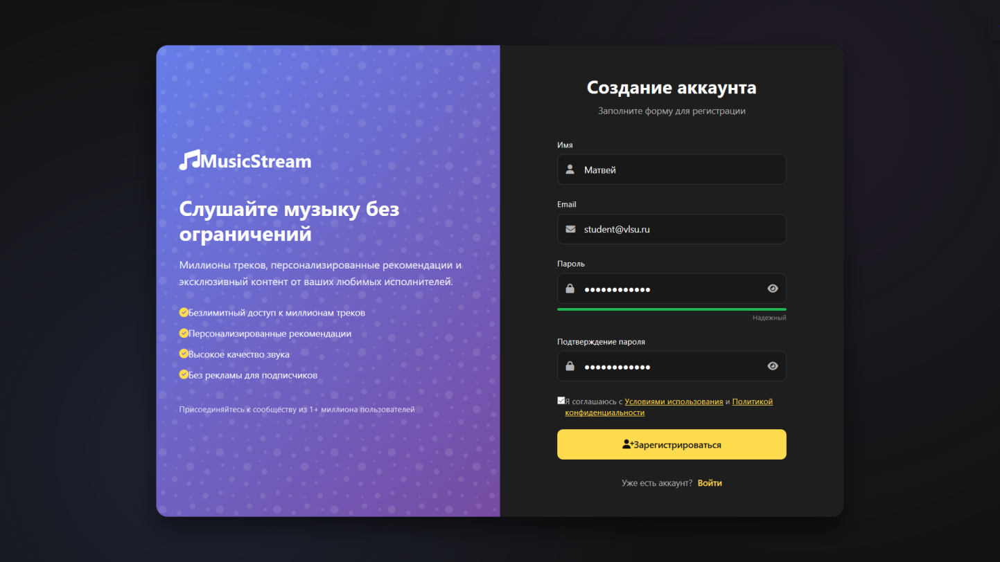 MusicStream
Слушайте музыку без
ограничений
Миллионы треков, персонализированные рекомендации и
эксклюзивный контент от ваших любимых исполнителей.
Безлимитный доступ к миллионам треков
Персонализированные рекомендации
Высокое качество звука
Без рекламы для подписчиков
Присоединяйтесь к сообществу из 1+ миллиона пользователей
Создание аккаунта
Заполните форму для регистрации
Имя
Матвей
Email
student@vlsu.ru
Пароль
••••••••••••
Надежный
Подтверждение пароля
••••••••••••
Я соглашаюсь с Условиями использования и Политикой
конфиденциальности
Зарегистрироваться
Уже есть аккаунт? Войти